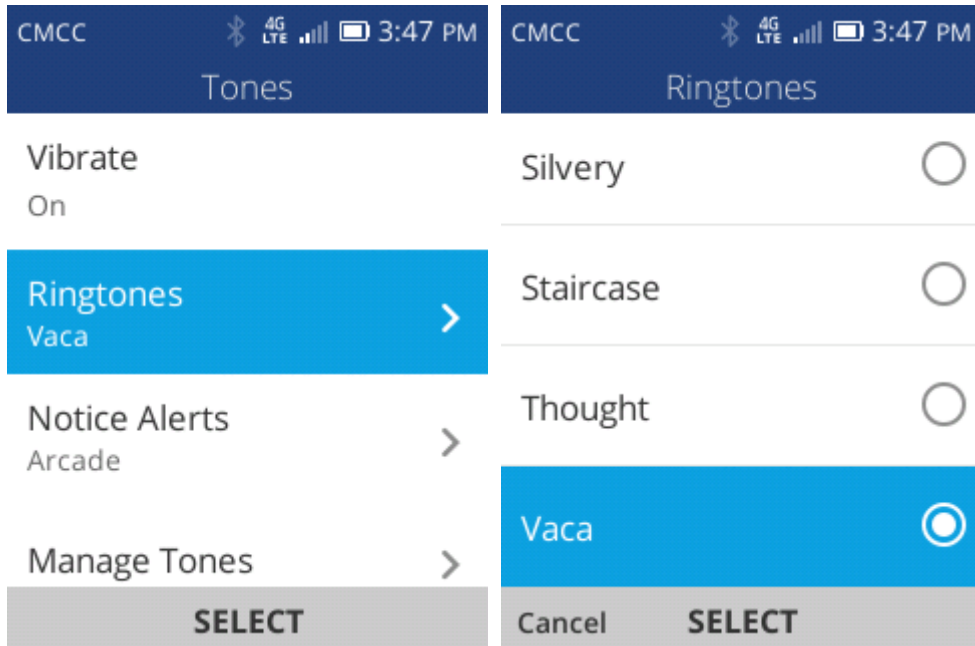 CMCC 4G LTE 3:47 PM
Tones
Vibrate
On
Ringtones
Vaca
Notice Alerts
Arcade
Manage Tones
SELECT
CMCC 4G LTE 3:47 PM
Ringtones
Silvery
Staircase
Thought
Vaca
Cancel SELECT